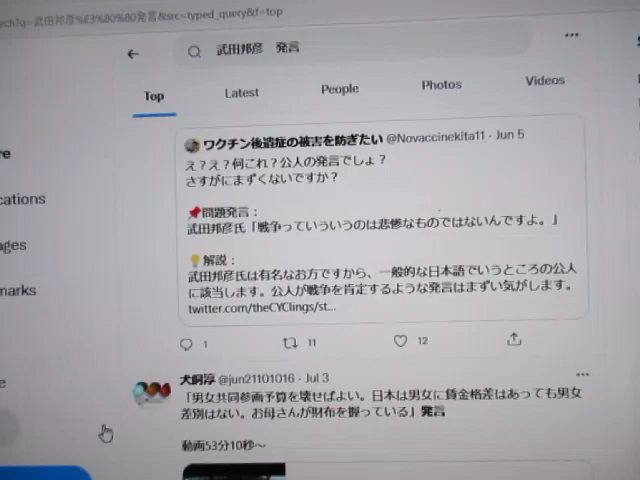 rch?q=武田邦彦%E3%80%80発言&src=typed_query&f=top
武田邦彦　発言
Top Latest People Photos Videos
ワクチン後遺症の被害を防ぎたい @Novaccinekita11 · Jun 5
え？え？何これ？公人の発言でしょ？
さすがにまずくないですか？
📌問題発言：
武田邦彦氏「戦争っていういうのは悲惨なものではないんですよ。」
💡解説：
武田邦彦氏は有名なお方ですから、一般的な日本語でいうところの公人
に該当します。公人が戦争を肯定するような発言はまずい気がします。
twitter.com/theCYClings/st...
1 11 12
犬飼淳 @jun21101016 · Jul 3
「男女共同参画予算を壊せばよい。日本は男女に賃金格差はあっても男女
差別はない。お母さんが財布を握っている」発言
動画53分10秒～
re
cations
ages
marks
e